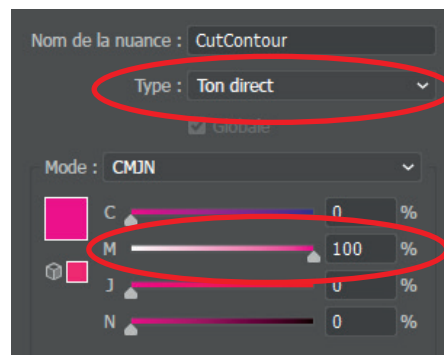 Nom de la nuance : CutContour
Type : Ton direct
Globale
Mode : CMJN
C 0 %
M 100 %
J 0 %
N 0 %